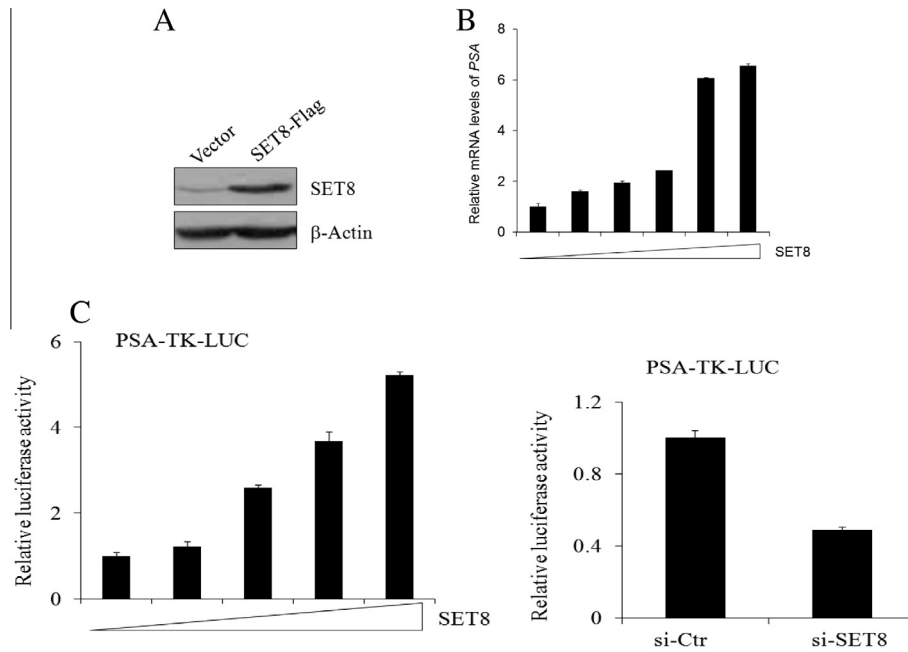 A
Vector
SET8-Flag
SET8
β-Actin
B
Relative mRNA levels of PSA
8
6
4
2
0
SET8
C
PSA-TK-LUC
Relative luciferase activity
6
4
2
0
SET8
PSA-TK-LUC
Relative luciferase activity
1.2
0.8
0.4
0
si-Ctr
si-SET8